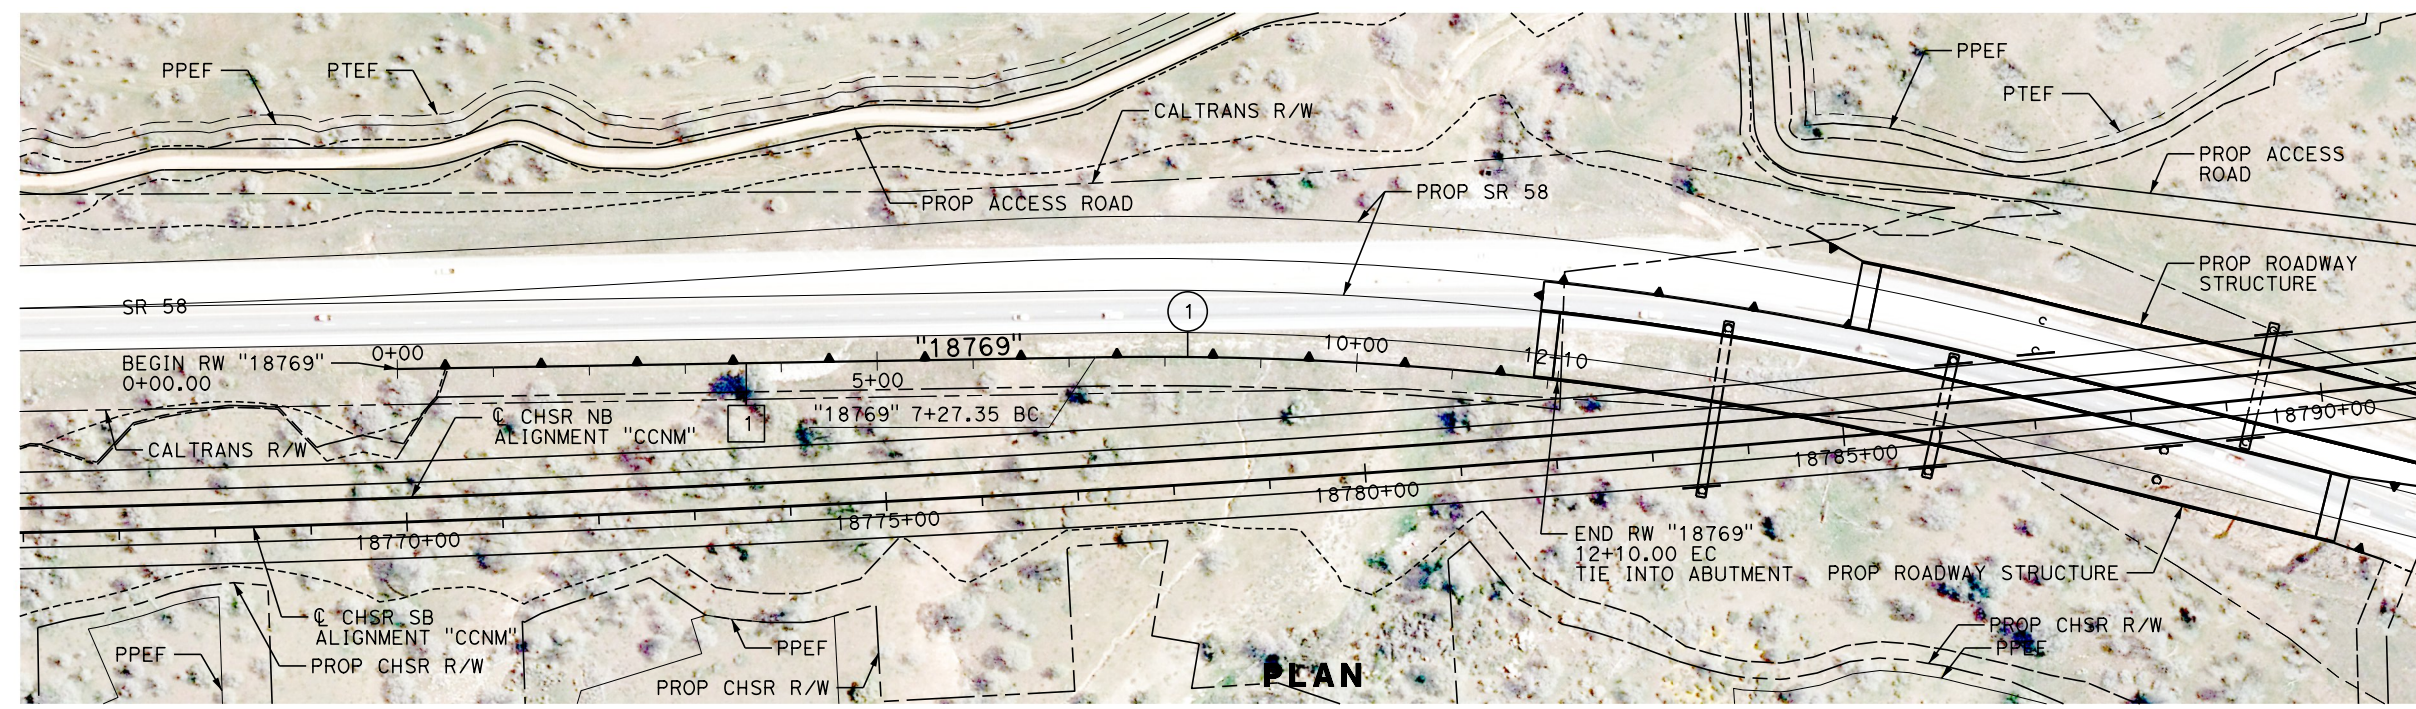 PPEF
PTEF
CALTRANS R/W
PPEF
PTEF
PROP ACCESS
ROAD
PROP ACCESS ROAD
PROP SR 58
PROP ROADWAY
STRUCTURE
SR 58
1
BEGIN RW "18769"
0+00.00
0+00
"18769"
10+00
12+10
5+00
"18769" 7+27.35 BC
1
℄ CHSR NB
ALIGNMENT "CCNM"
CALTRANS R/W
18790+00
18785+00
18780+00
18775+00
18770+00
END RW "18769"
12+10.00 EC
TIE INTO ABUTMENT
PROP ROADWAY STRUCTURE
℄ CHSR SB
ALIGNMENT "CCNM"
PROP CHSR R/W
PPEF
PPEF
PROP CHSR R/W
PROP CHSR R/W
PPEF
PLAN